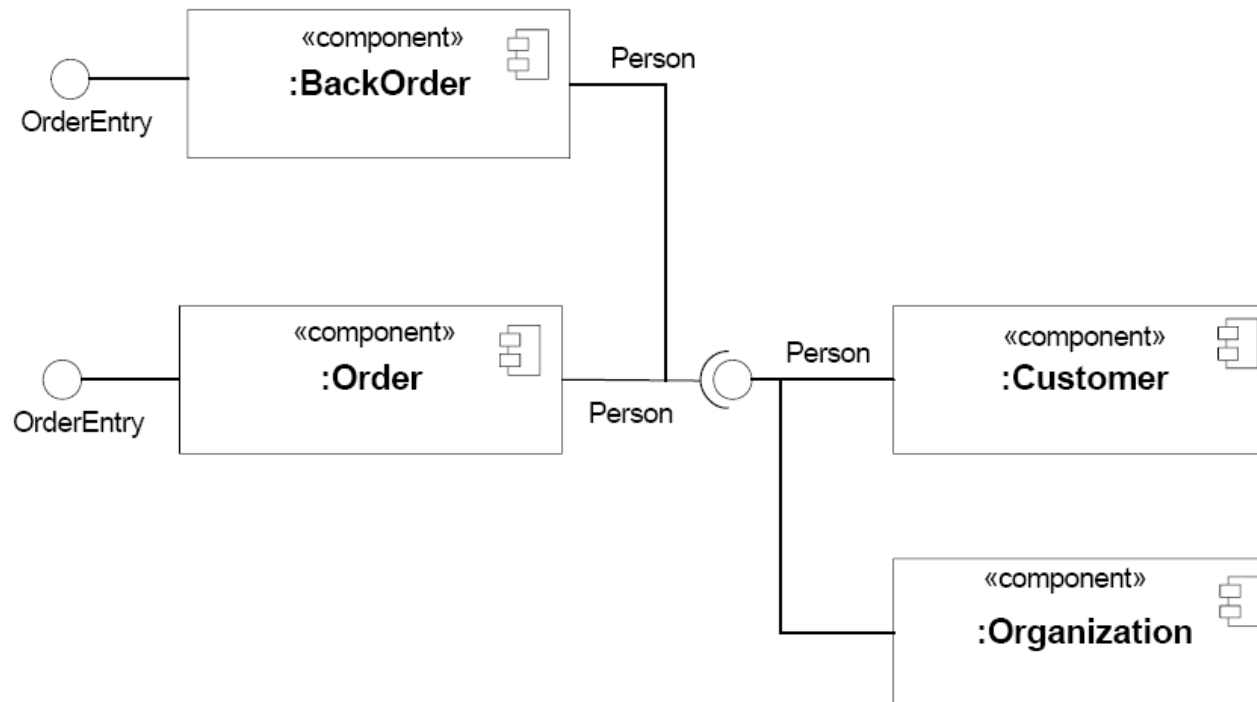 «component»
:BackOrder
Person
OrderEntry
«component»
:Order
Person
OrderEntry
Person
«component»
:Customer
«component»
:Organization